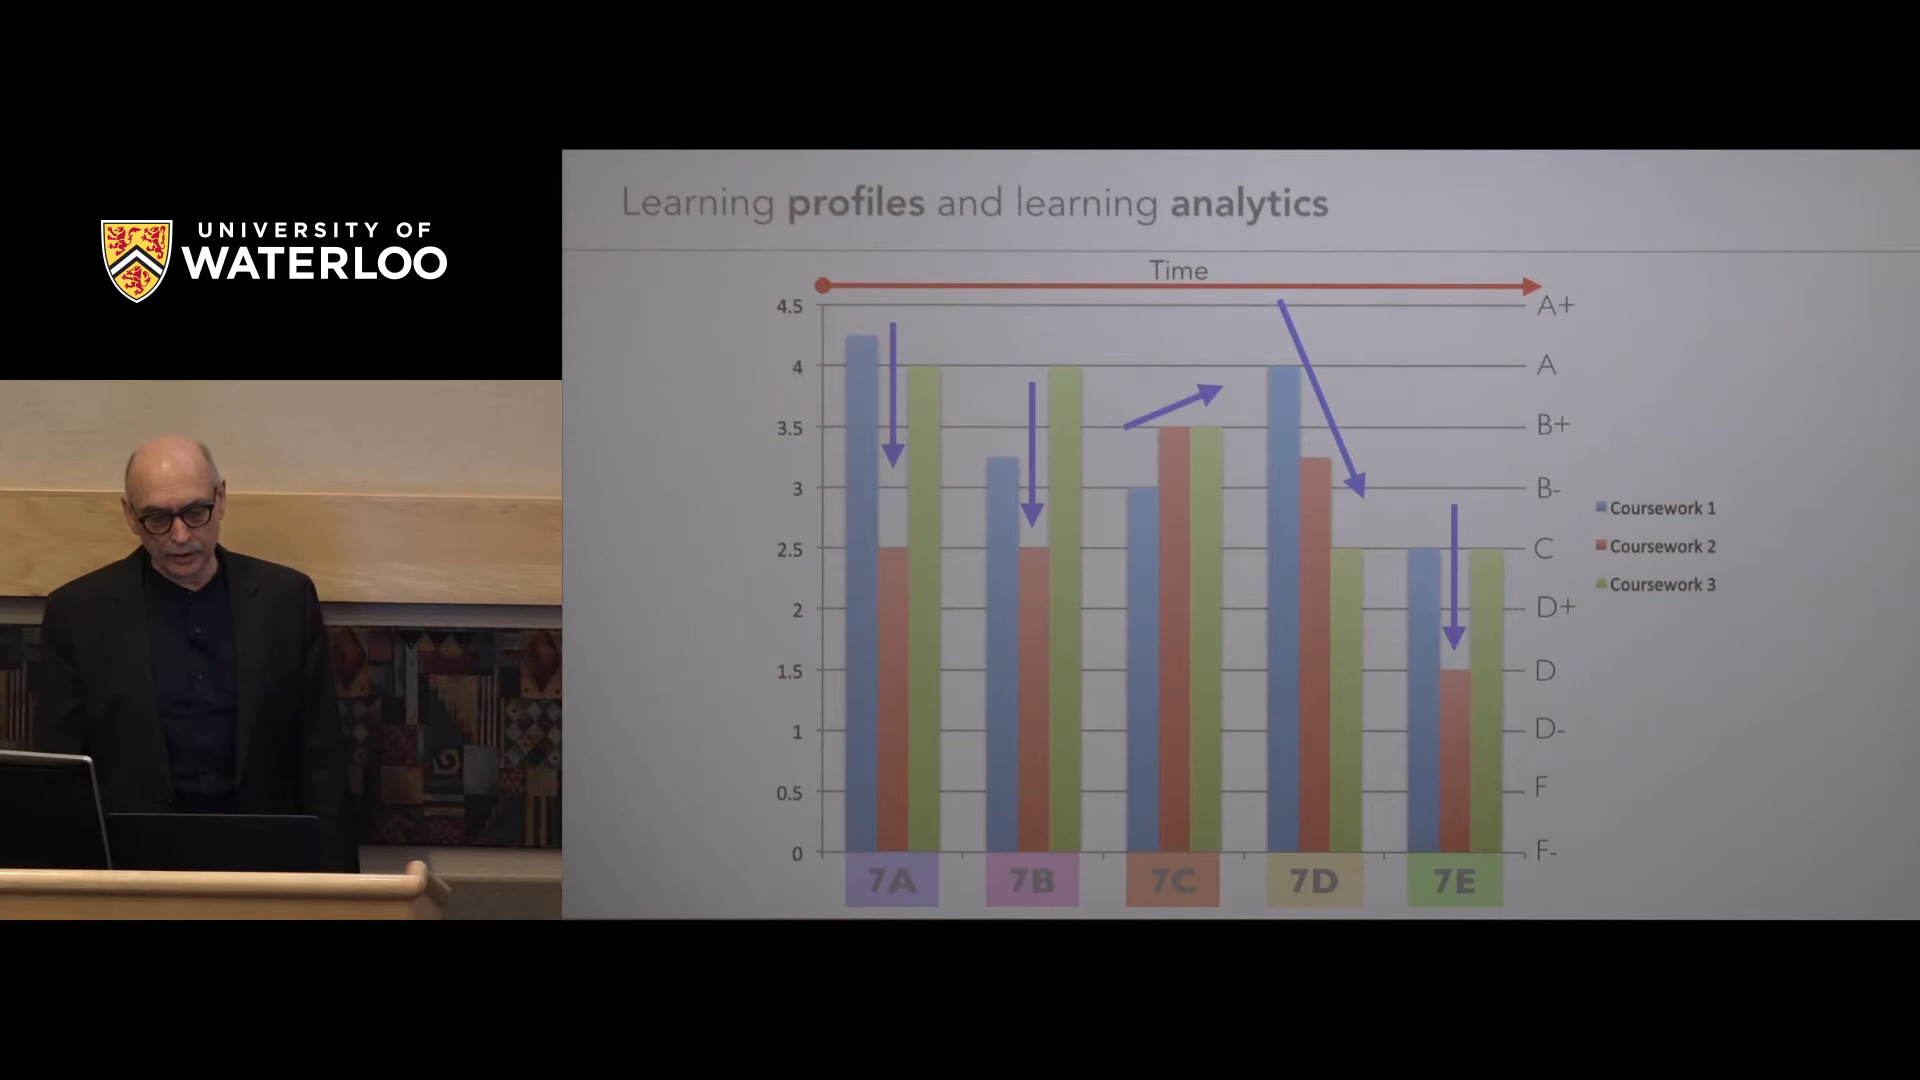 UNIVERSITY OF
WATERLOO
Learning profiles and learning analytics
Time
4.5
4
3.5
3
2.5
2
1.5
1
0.5
0
A+
A
B+
B-
C
D+
D
D-
F
F-
Coursework 1
Coursework 2
Coursework 3
7A
7B
7C
7D
7E